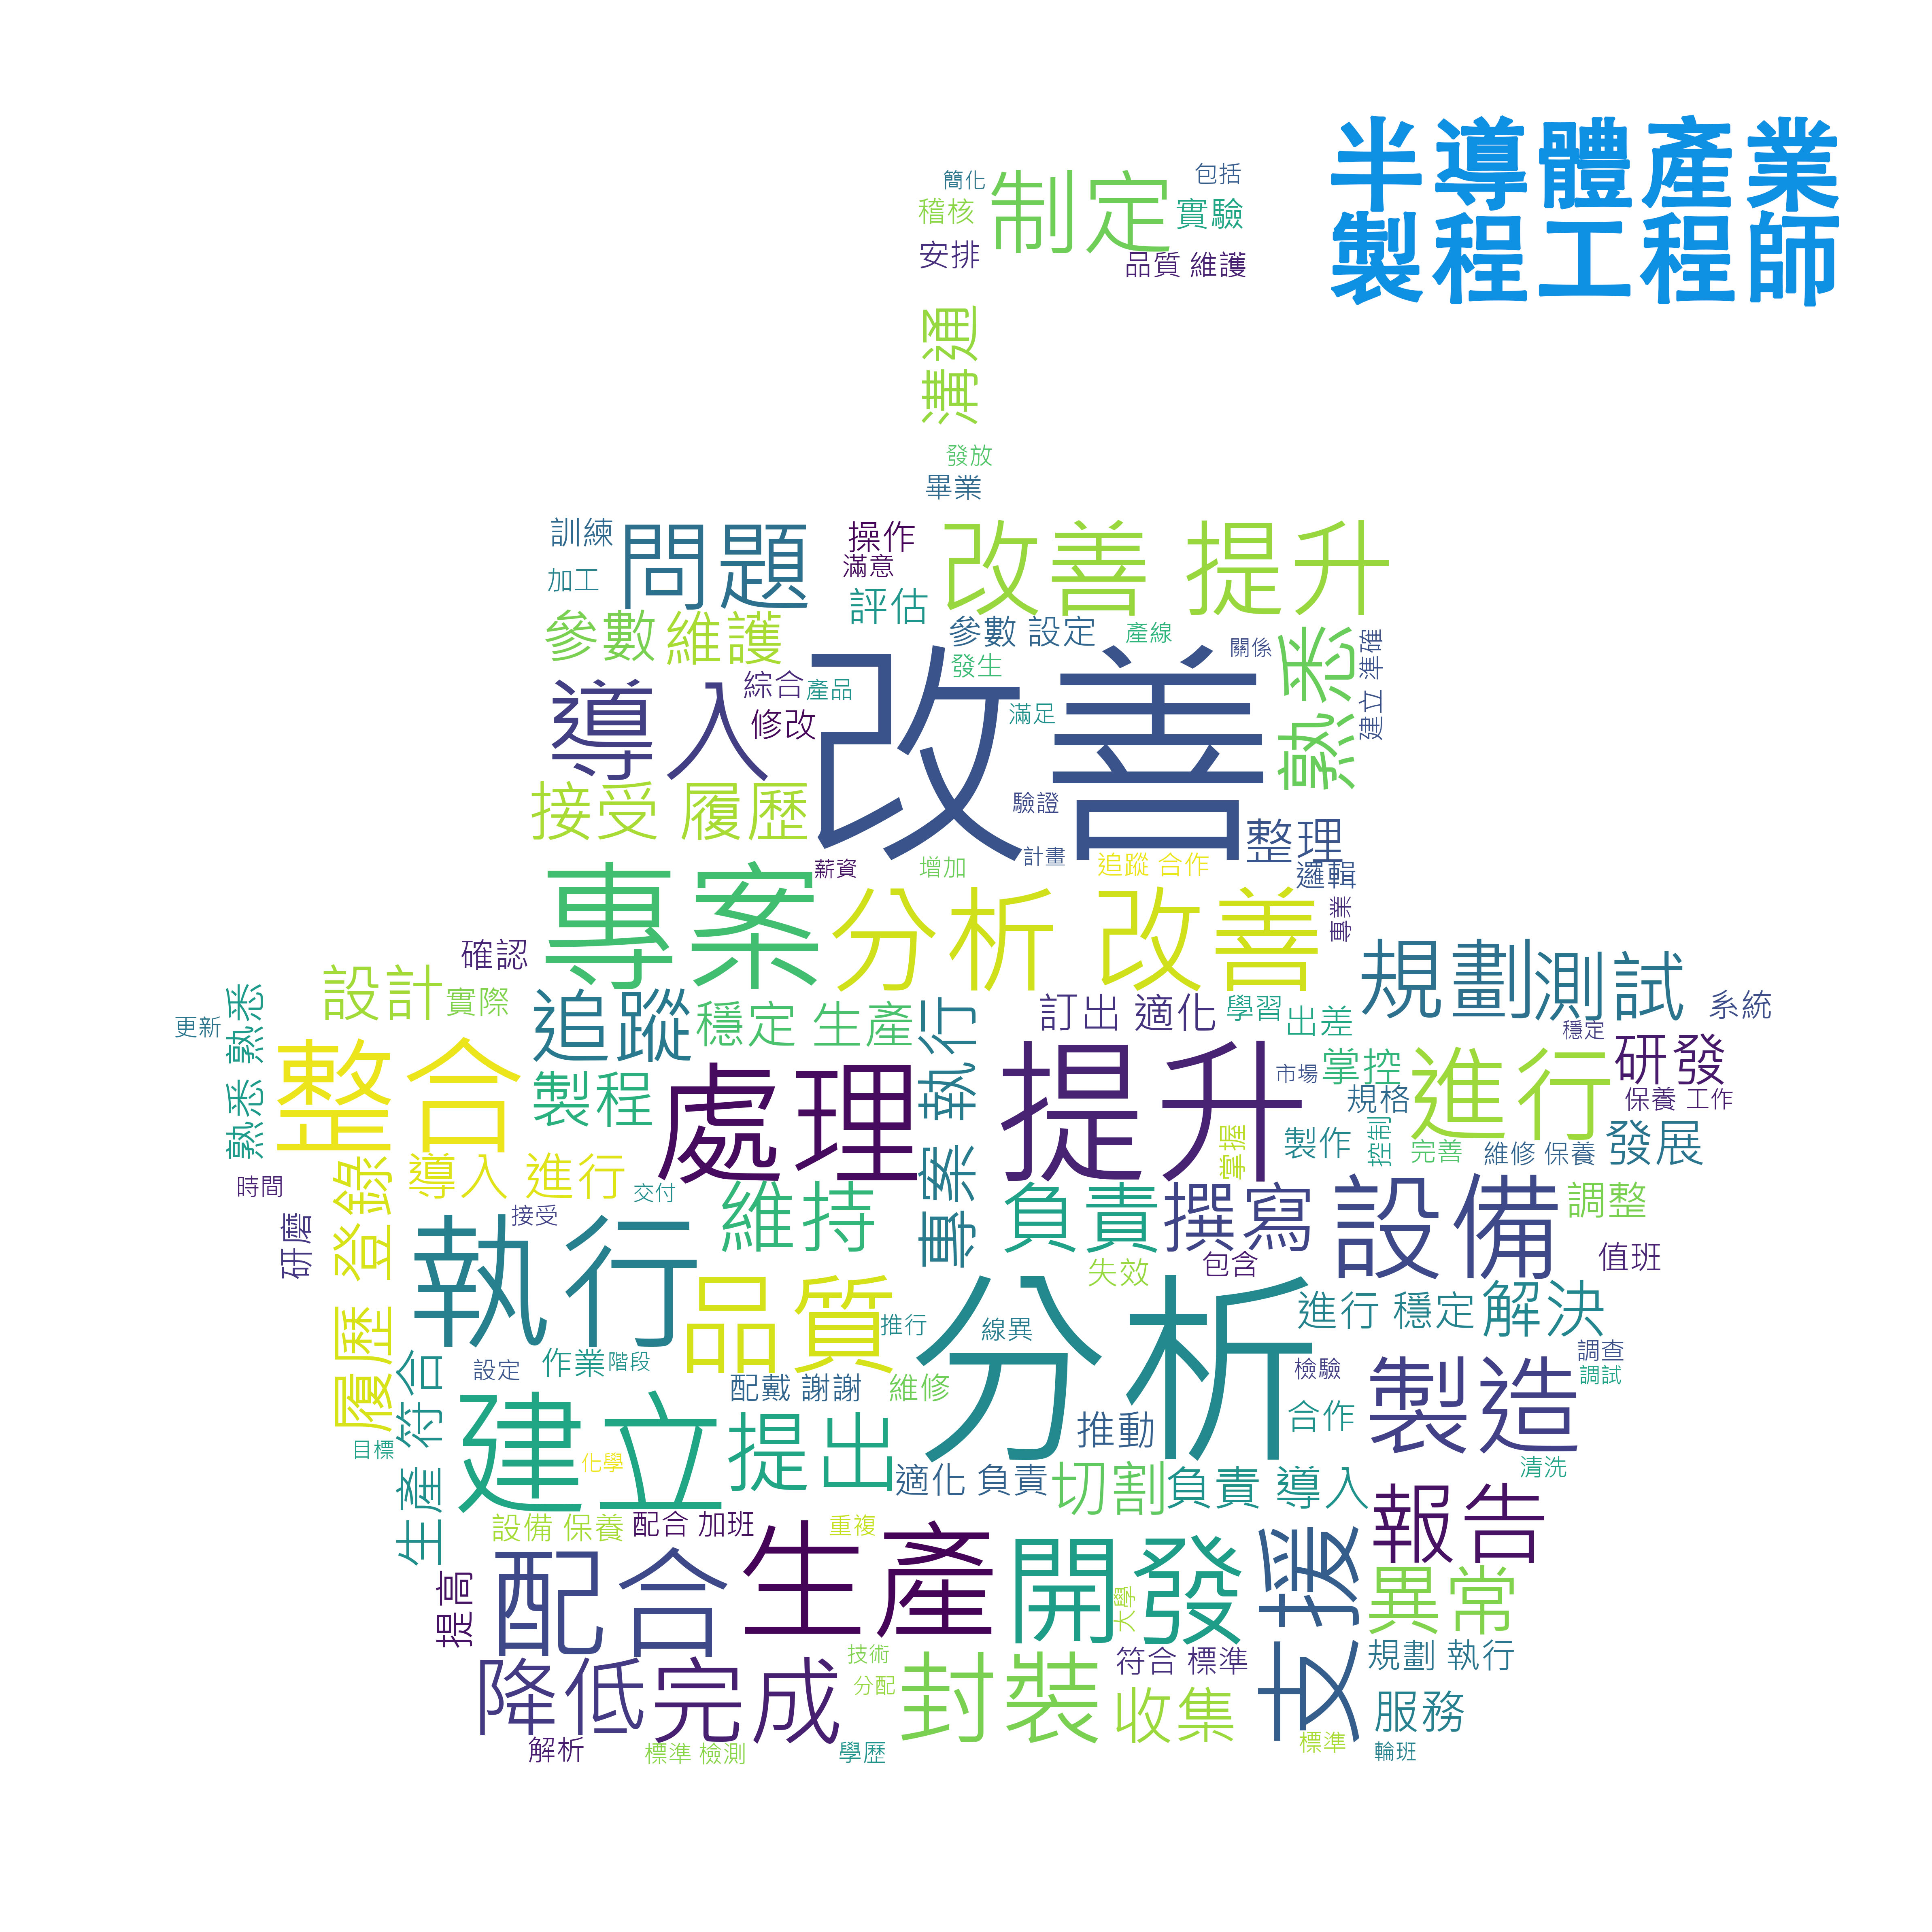 半導體產業
製程工程師
簡化
制定
包括
稽核
實驗
安排
品質 維護
溝通
發放
畢業
訓練
問題
操作
滿意
改善 提升
加工
評估
參數
維護
參數 設定
產線
關係
熟悉
建立 準確
發生
綜合
產品
導入
修改
改善
滿足
接受 履歷
驗證
整理
薪資
增加
計畫
追蹤 合作
邏輯
專案
分析 改善
專業
確認
規劃
測試
設計
實際
追蹤
穩定 生產
專案 執行
訂出 適化
學習
出差
系統
穩定
更新
熟悉 熟悉
整合
製程
處理
提升
市場
掌控
進行
研發
規格
保養 工作
製作
控制
完善
維修 保養
發展
掌握
時間
履歷 登錄
導入 進行
交付
接受
維持
負責
撰寫
設備
調整
研磨
執行
失效
包含
值班
品質
推行
線異
分析
進行 穩定
解決
生產 符合
設定
作業
階段
配戴 謝謝
維修
檢驗
製造
調查
調試
目標
建立
化學
提出
推動
合作
適化 負責
切割
負責 導入
清洗
設備 保養
配合 加班
重複
報告
提高
配合
生產
開發
大學
支援
異常
降低
完成
技術
分配
封裝
符合 標準
收集
規劃 執行
服務
解析
標準 檢測
學歷
標準
輪班